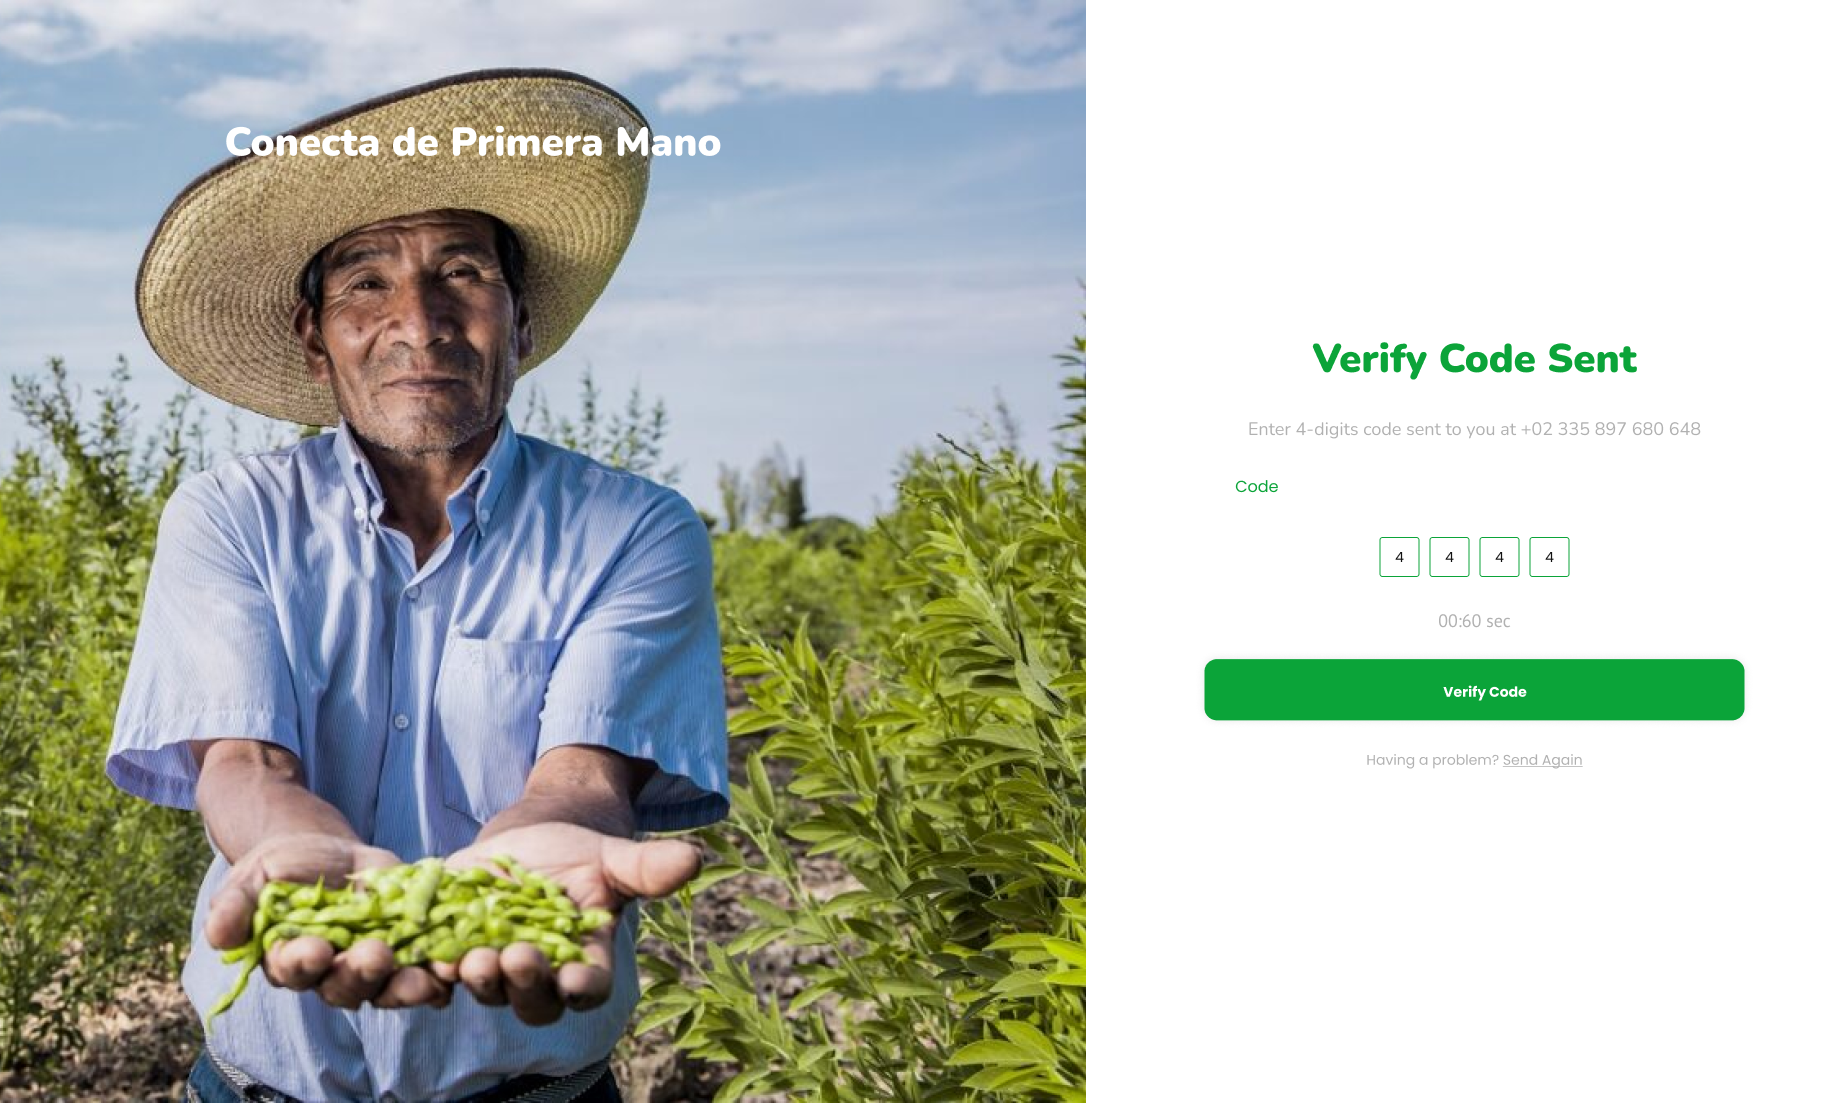 Conecta de Primera Mano
Verify Code Sent
Enter 4-digits code sent to you at +02 335 897 680 648
Code
4 4 4 4
00:60 sec
Verify Code
Having a problem? Send Again